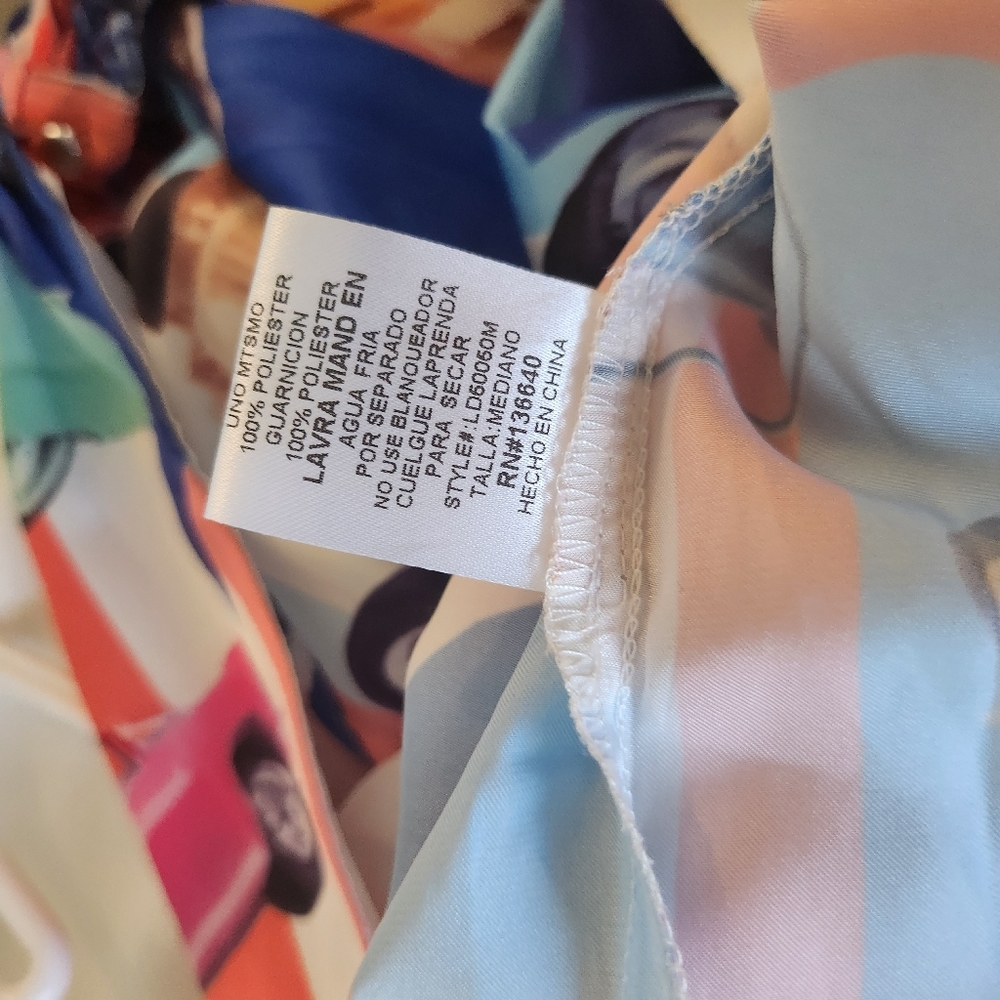 UNO MTSMO
100% POLIESTER
GUARNICION
100% POLIESTER
LAVRA MAND EN
AGUA FRIA
POR SEPARADO
NO USE BLANQUEADOR
CUELGUE LAPRENDA
PARA SECAR
STYLE#:LD60060M
TALLA:MEDIANO
RN#136640
HECHO EN CHINA